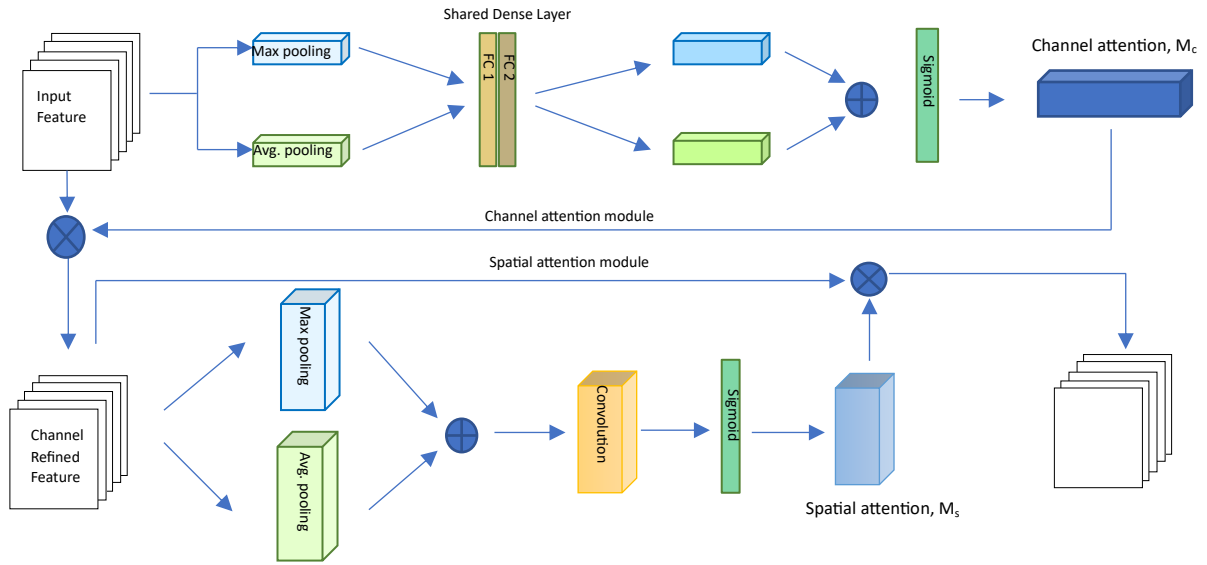 Shared Dense Layer
Max pooling
FC 1
FC 2
Sigmoid
Channel attention, Mc
Input
Feature
Avg. pooling
Channel attention module
Spatial attention module
Max pooling
Convolution
Sigmoid
Channel
Refined
Feature
Avg. pooling
Spatial attention, Ms